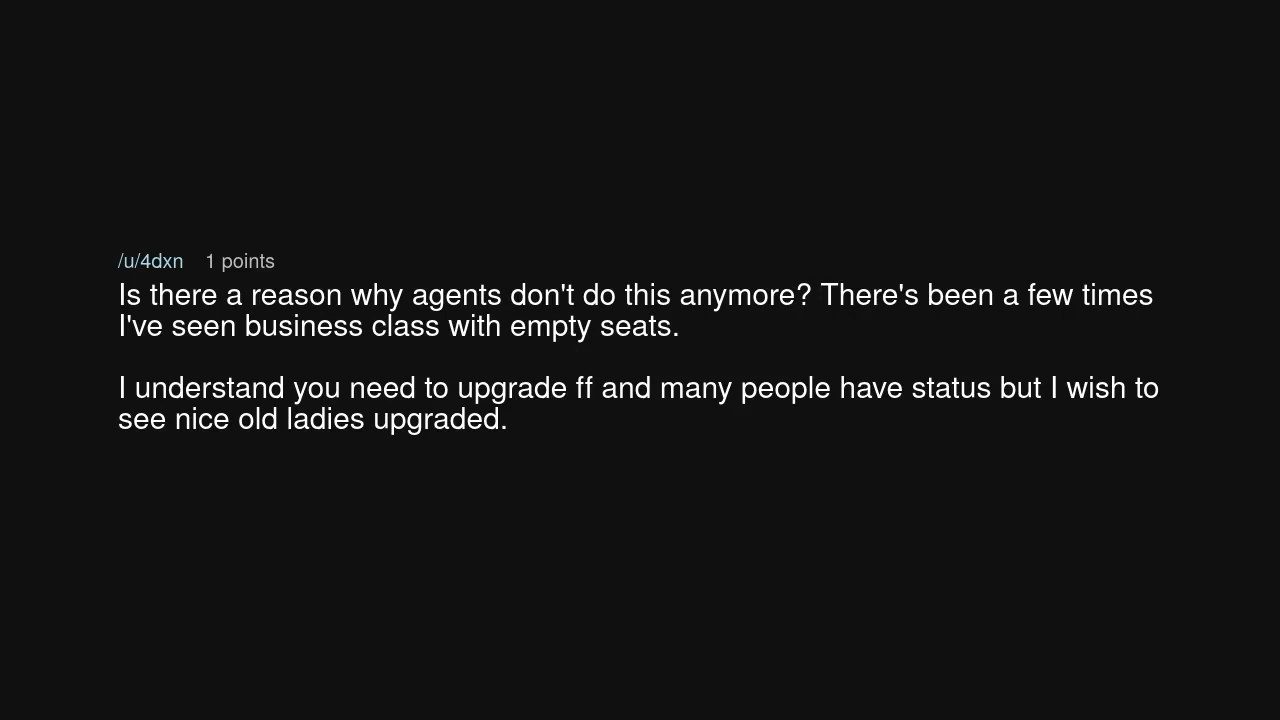 /u/4dxn 1 points
Is there a reason why agents don't do this anymore? There's been a few times
I've seen business class with empty seats.
I understand you need to upgrade ff and many people have status but I wish to
see nice old ladies upgraded.